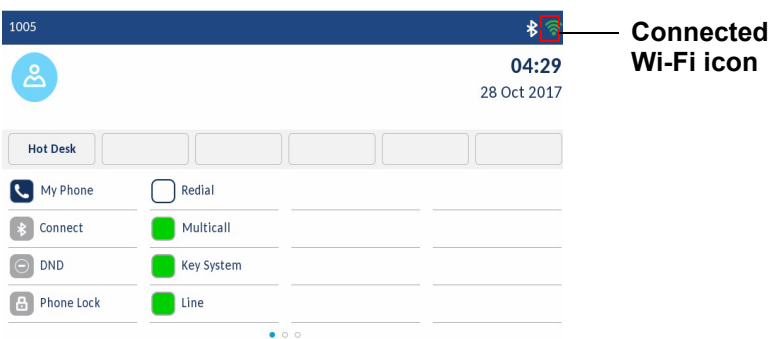 1005
Connected
Wi-Fi icon
04:29
28 Oct 2017
Hot Desk
My Phone
Redial
Connect
Multicall
DND
Key System
Phone Lock
Line